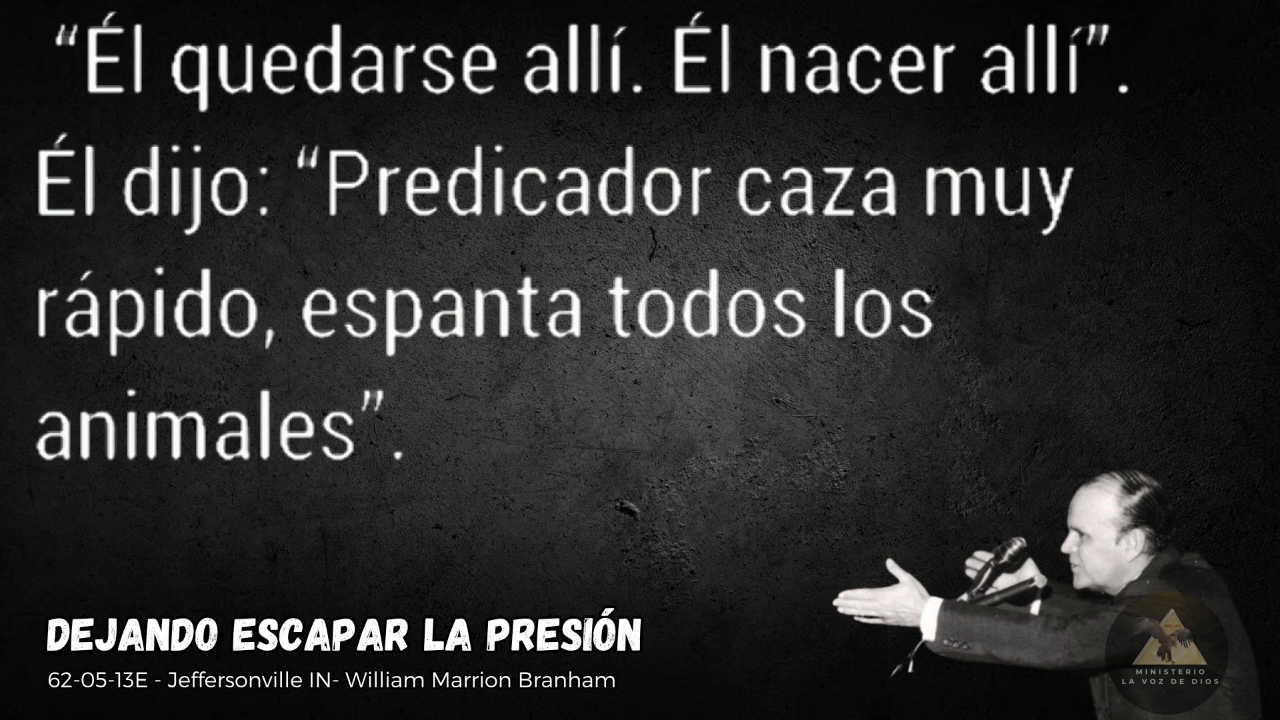 “Él quedarse allí. Él nacer allí”.
Él dijo: “Predicador caza muy
rápido, espanta todos los
animales”.
DEJANDO ESCAPAR LA PRESIÓN
62-05-13E - Jeffersonville IN- William Marrion Branham
MINISTERIO
LA VOZ DE DIOS